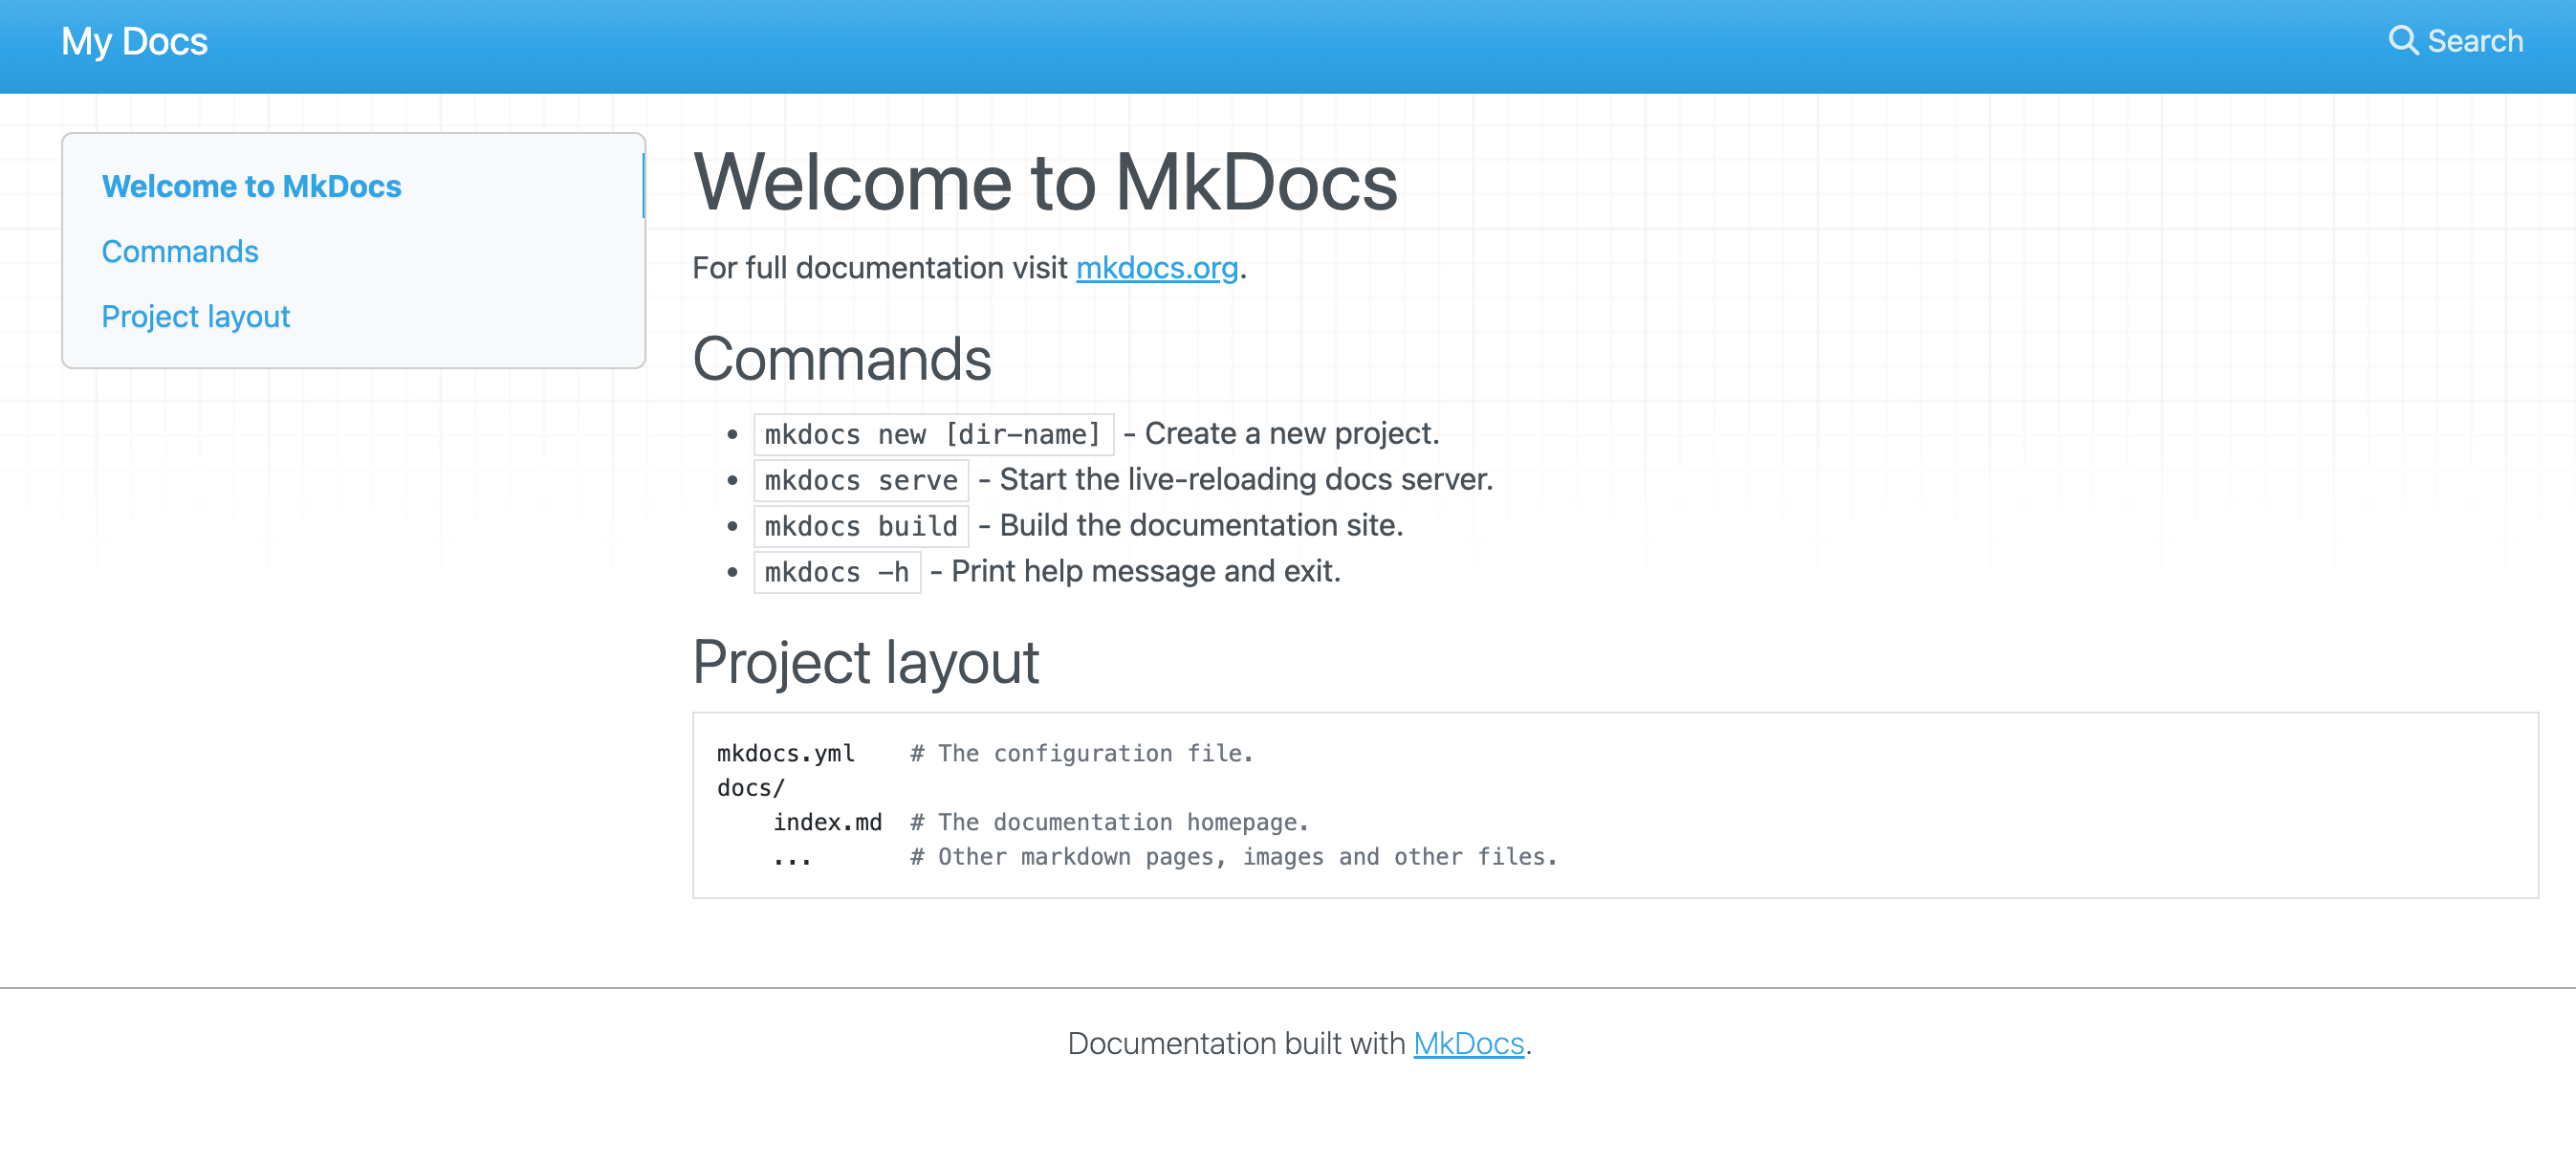 My Docs
Search
Welcome to MkDocs
Commands
Project layout
Welcome to MkDocs
For full documentation visit mkdocs.org.
Commands
• mkdocs new [dir-name] - Create a new project.
• mkdocs serve - Start the live-reloading docs server.
• mkdocs build - Build the documentation site.
• mkdocs -h - Print help message and exit.
Project layout
mkdocs.yml    # The configuration file.
docs/
    index.md  # The documentation homepage.
    ...       # Other markdown pages, images and other files.
Documentation built with MkDocs.